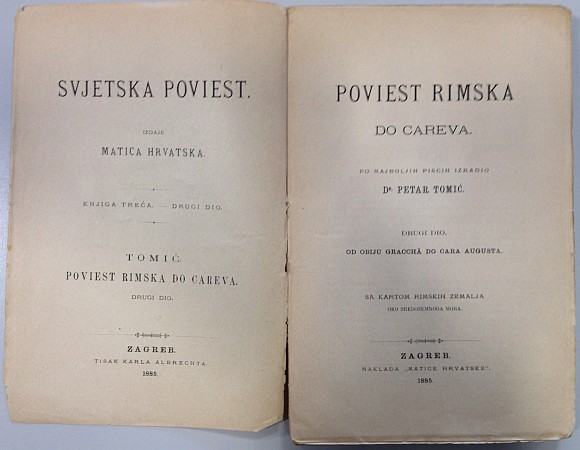 SVJETSKA POVIEST.
IZDAJE
MATICA HRVATSKA.
KNJIGA TREĆA. — DRUGI DIO.
TOMIĆ.
POVIEST RIMSKA DO CAREVA.
DRUGI DIO.
ZAGREB.
TISAK KARLA ALBRECHTA.
1885.
POVIEST RIMSKA
DO CAREVA.
PO NAJBOLJIH PISCIH IZRADIO
Dr. PETAR TOMIĆ.
DRUGI DIO.
OD OBIJU GRACCHÂ DO CARA AUGUSTA.
SA KARTOM RIMSKIH ZEMALJA
OKO SREDOZEMNOGA MORA.
ZAGREB.
NAKLADA „MATICE HRVATSKE“.
1885.